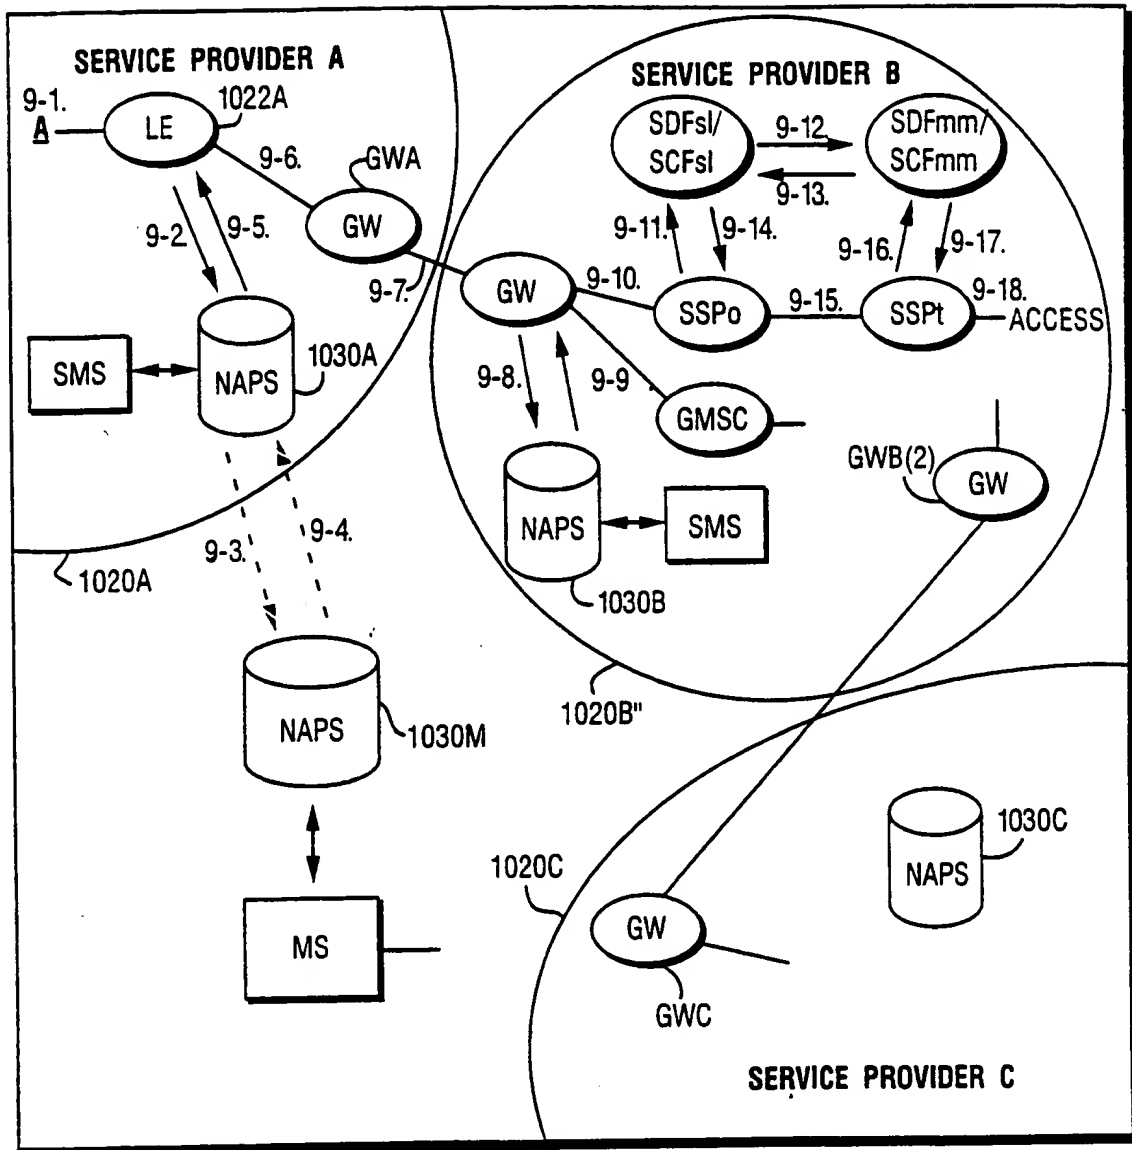 SERVICE PROVIDER A
9-1.
A
LE
1022A
9-6.
GWA
GW
9-2
9-5.
9-7.
SMS
NAPS
1030A
9-3.
9-4.
1020A
NAPS
1030M
MS
SERVICE PROVIDER B
SDFsl/
SCFsl
9-12.
9-13.
SDFmm/
SCFmm
9-11.
9-14.
9-16.
9-17.
GW
9-10.
SSPo
9-15.
SSPt
9-18.
ACCESS
9-8.
9-9
GMSC
NAPS
SMS
1030B
GWB(2)
GW
1020B"
1020C
GW
GWC
NAPS
1030C
SERVICE PROVIDER C